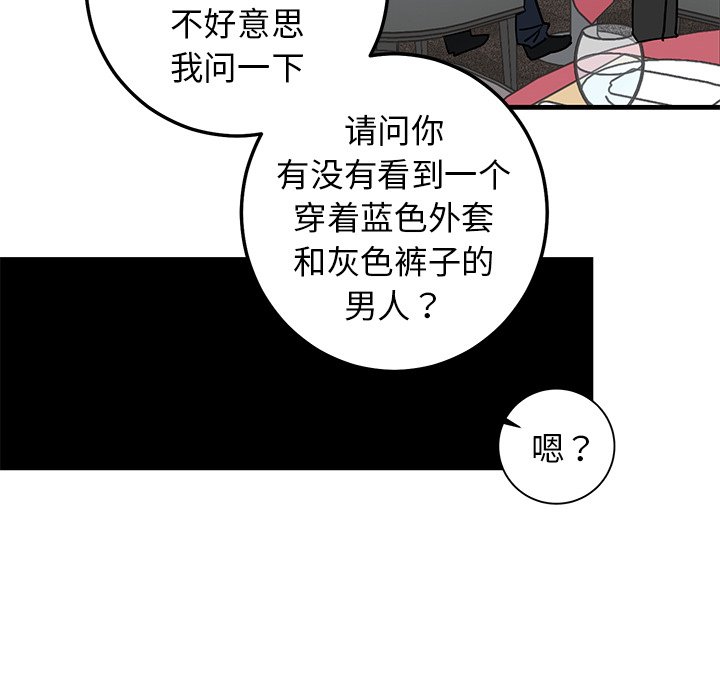 不好意思
我问一下
请问你
有没有看到一个
穿着蓝色外套
和灰色裤子的
男人？
嗯？